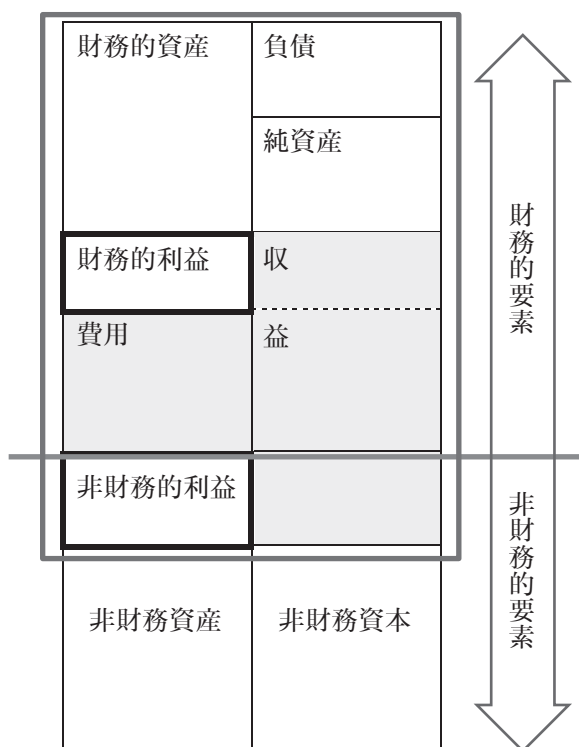 財務的資産
負債
純資産
財務的利益
収
費用
益
非財務的利益
非財務資産
非財務資本
財務的要素
非財務的要素